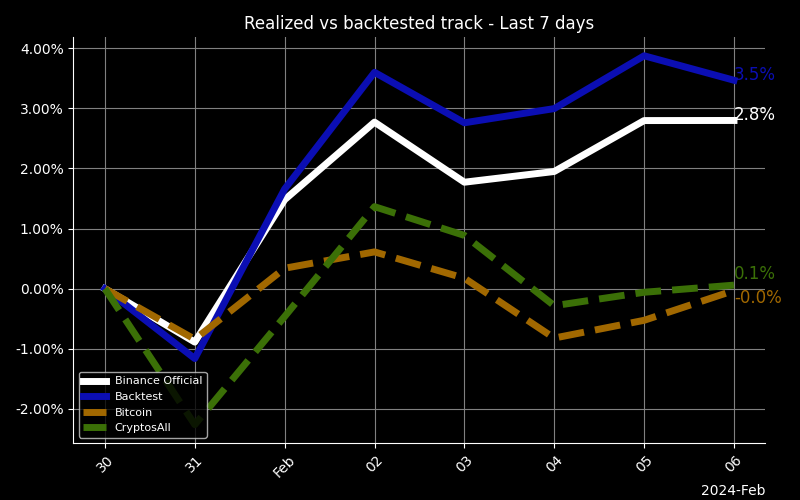 Realized vs backtested track - Last 7 days
4.00%
3.00%
2.00%
1.00%
0.00%
-1.00%
-2.00%
3.5%
2.8%
0.1%
-0.0%
Binance Official
Backtest
Bitcoin
CryptosAll
30
31
Feb
02
03
04
05
06
2024-Feb